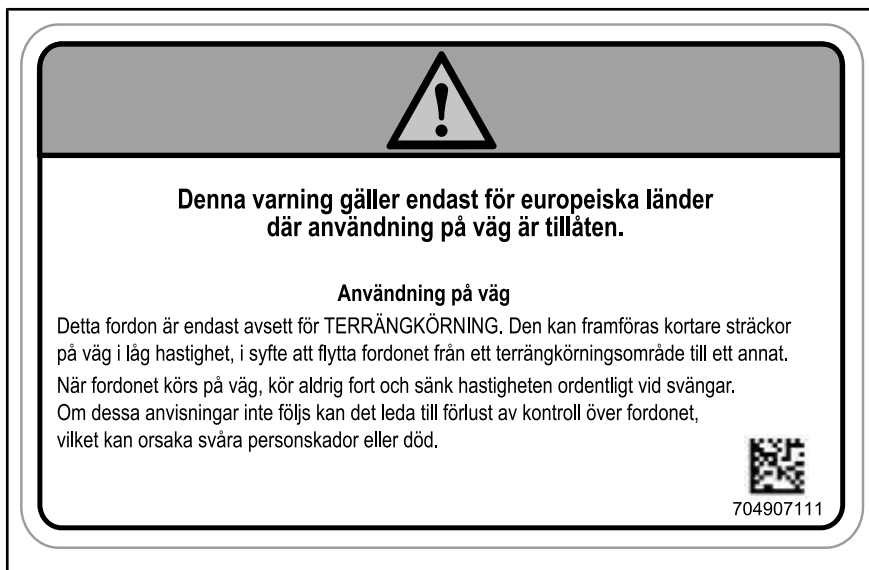 Denna varning gäller endast för europeiska länder
där användning på väg är tillåten.
Användning på väg
Detta fordon är endast avsett för TERRÄNGKÖRNING. Den kan framföras kortare sträckor
på väg i låg hastighet, i syfte att flytta fordonet från ett terrängkörningsområde till ett annat.
När fordonet körs på väg, kör aldrig fort och sänk hastigheten ordentligt vid svängar.
Om dessa anvisningar inte följs kan det leda till förlust av kontroll över fordonet,
vilket kan orsaka svåra personskador eller död.
704907111